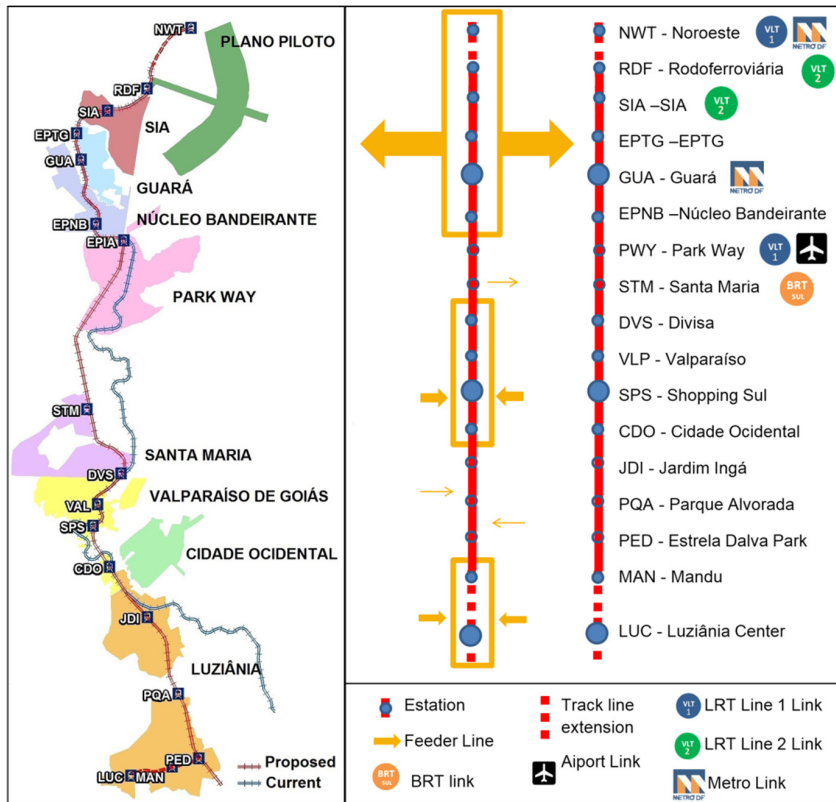 NWT
PLANO PILOTO
RDF
SIA
SIA
EPTG
GUA
GUARÁ
NÚCLEO BANDEIRANTE
EPNB
EPIA
PARK WAY
STM
SANTA MARIA
DVS
VALPARAÍSO DE GOIÁS
VAL
SPS
CIDADE OCIDENTAL
CDO
JDI
LUZIÂNIA
PQA
PED
LUC MAN
Proposed
Current
NWT - Noroeste VLT 1 METRÔ DF
RDF - Rodoferroviária VLT 2
SIA –SIA VLT 2
EPTG –EPTG
GUA - Guará METRÔ DF
EPNB –Núcleo Bandeirante
PWY - Park Way VLT 1
STM - Santa Maria BRT SUL
DVS - Divisa
VLP - Valparaíso
SPS - Shopping Sul
CDO - Cidade Ocidental
JDI - Jardim Ingá
PQA - Parque Alvorada
PED - Estrela Dalva Park
MAN - Mandu
LUC - Luziânia Center
Estation
Feeder Line
BRT SUL BRT link
Track line
extension
Aiport Link
VLT 1 LRT Line 1 Link
VLT 2 LRT Line 2 Link
METRÔ DF Metro Link